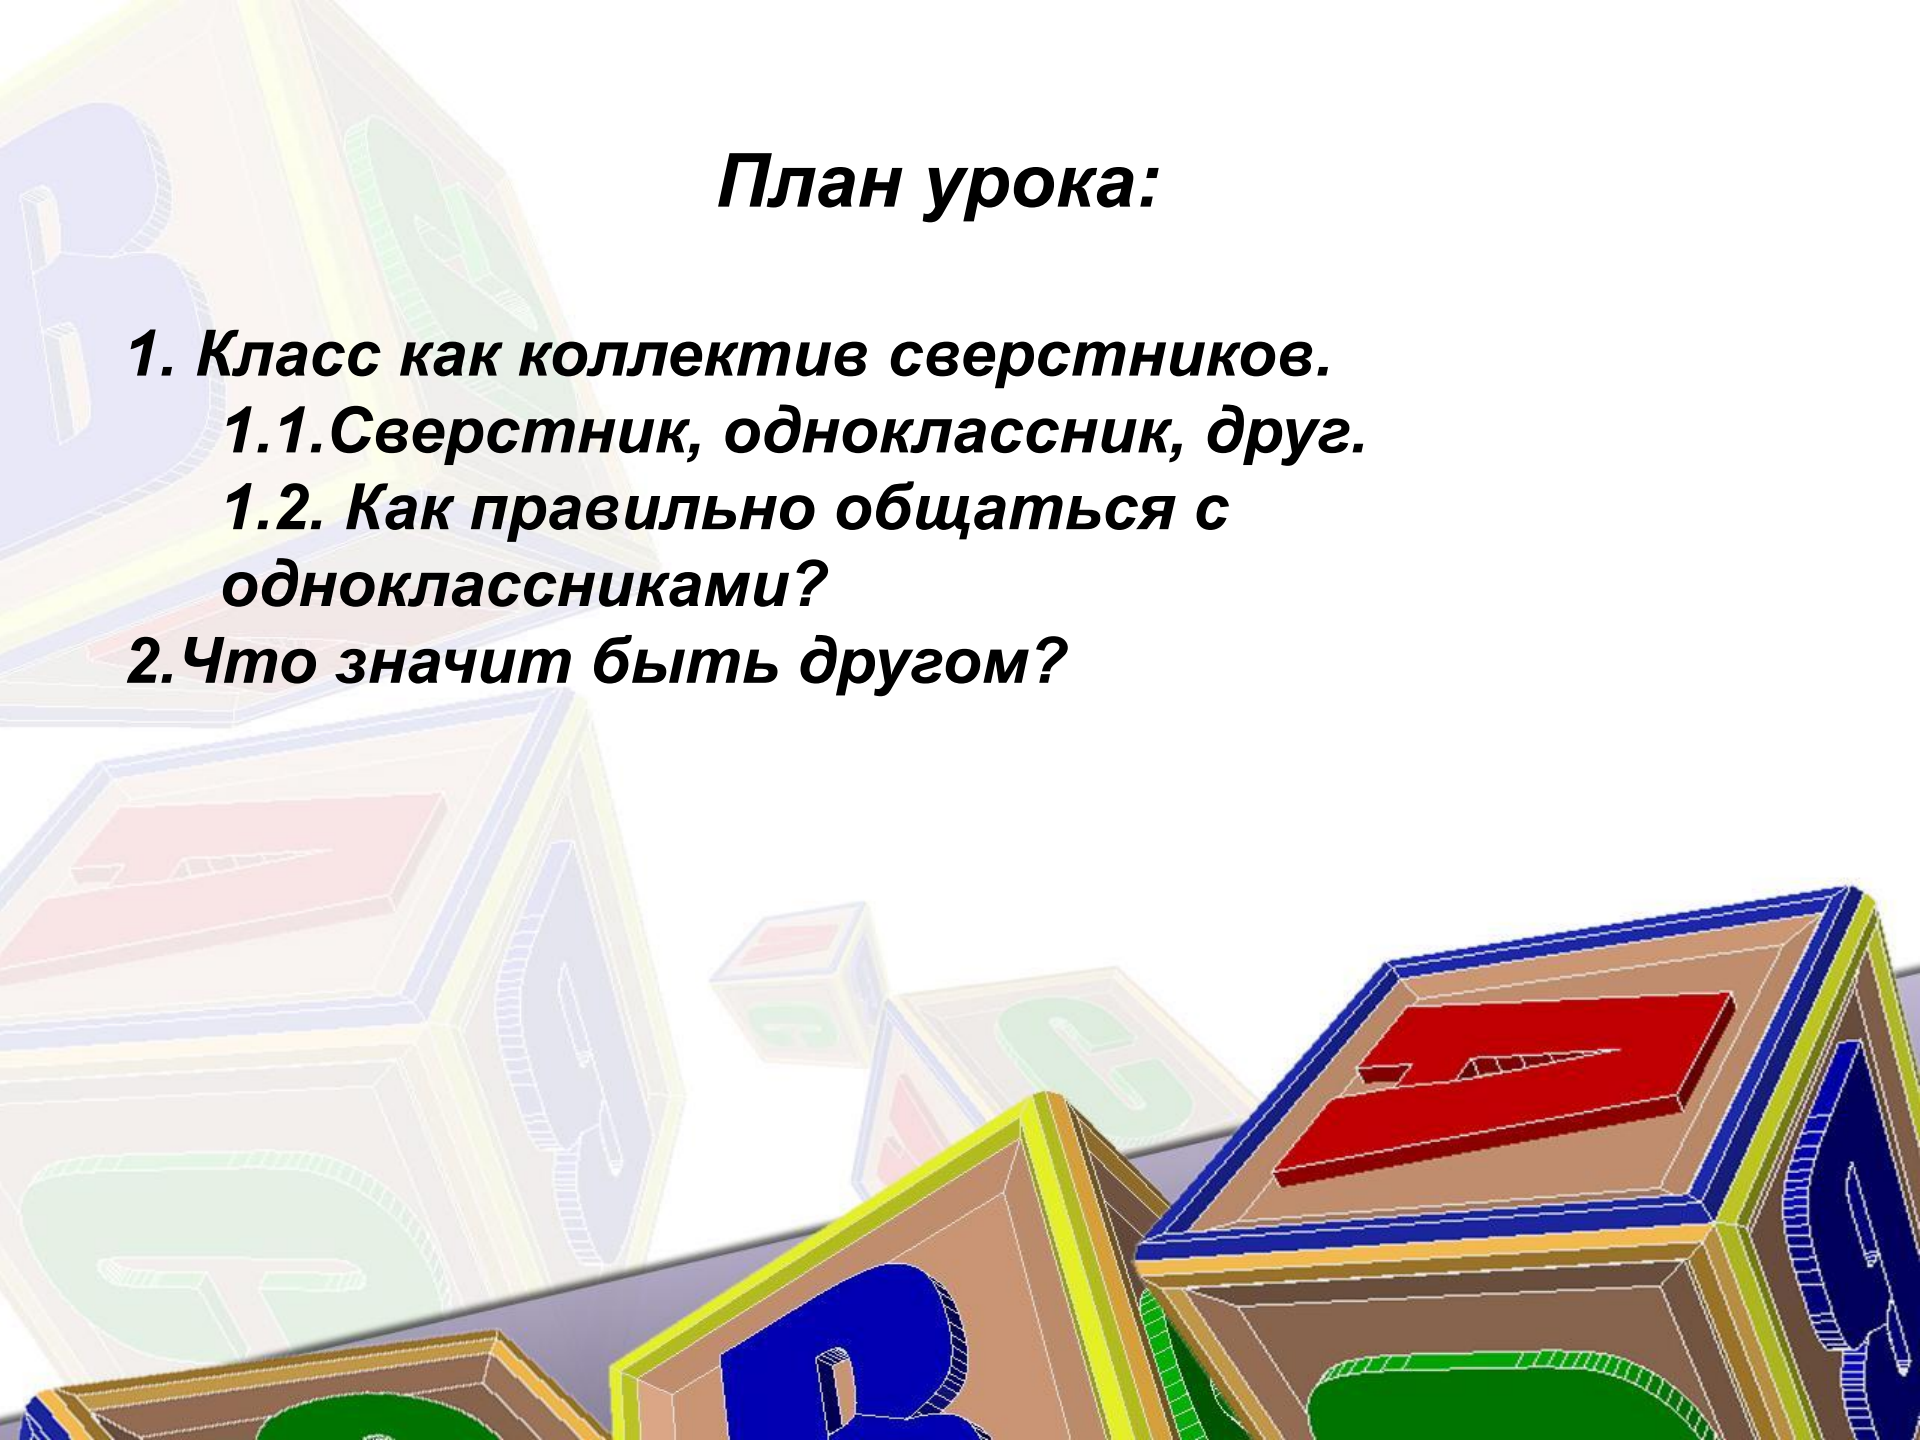 План урока:
1. Класс как коллектив сверстников.
1.1.Сверстник, одноклассник, друг.
1.2. Как правильно общаться с
одноклассниками?
2.Что значит быть другом?